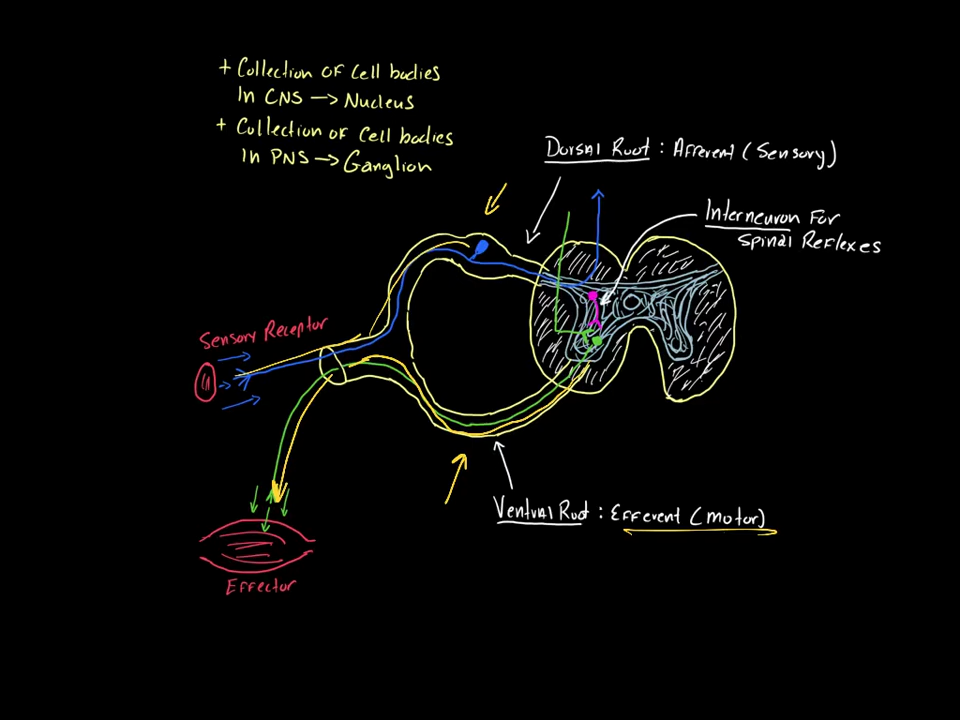 + Collection of Cell bodies
In CNS → Nucleus
+ Collection of Cell bodies
In PNS → Ganglion
Dorsal Root : Afferent (Sensory)
Interneuron For
Spinal Reflexes
Sensory Receptor
Ventral Root : Efferent (Motor)
Effector